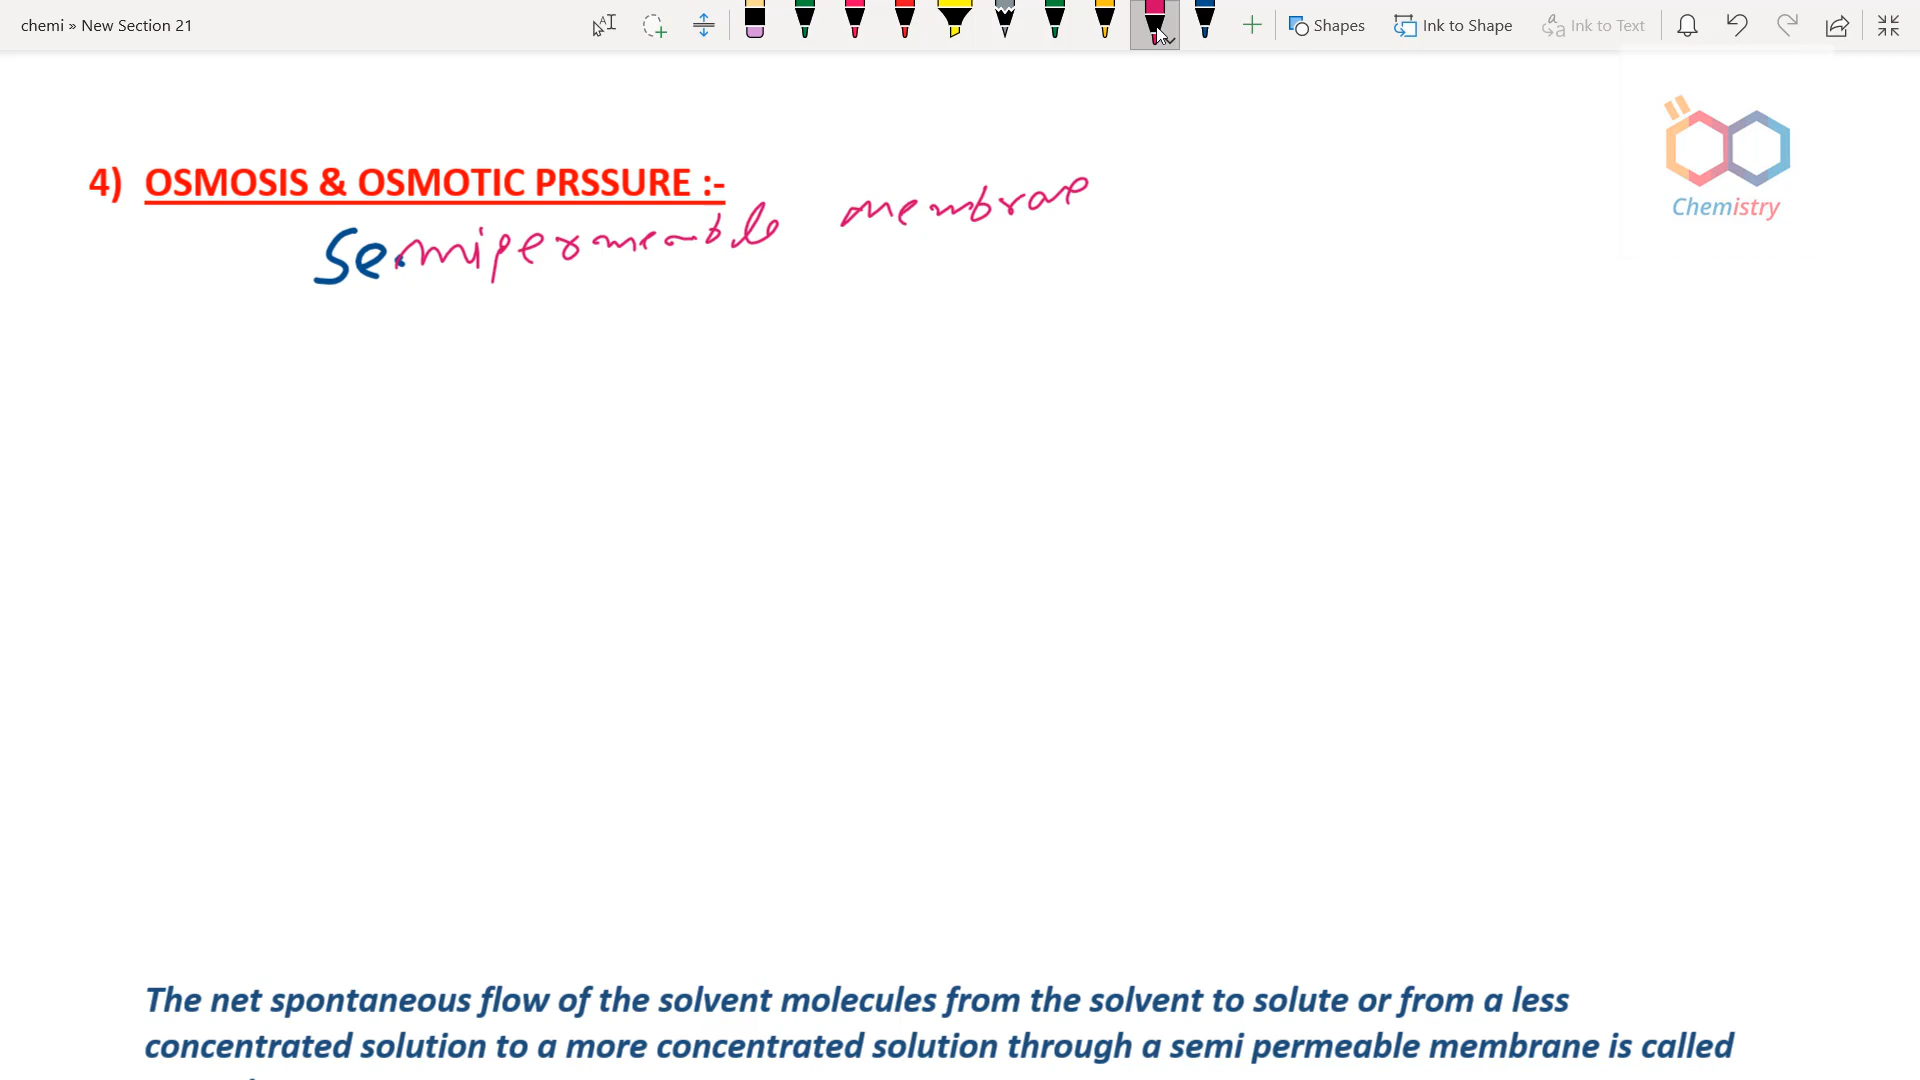 chemi » New Section 21
Shapes
Ink to Shape
Ink to Text
Chemistry
4) OSMOSIS & OSMOTIC PRSSURE :-
Semipermeable membrane
The net spontaneous flow of the solvent molecules from the solvent to solute or from a less
concentrated solution to a more concentrated solution through a semi permeable membrane is called